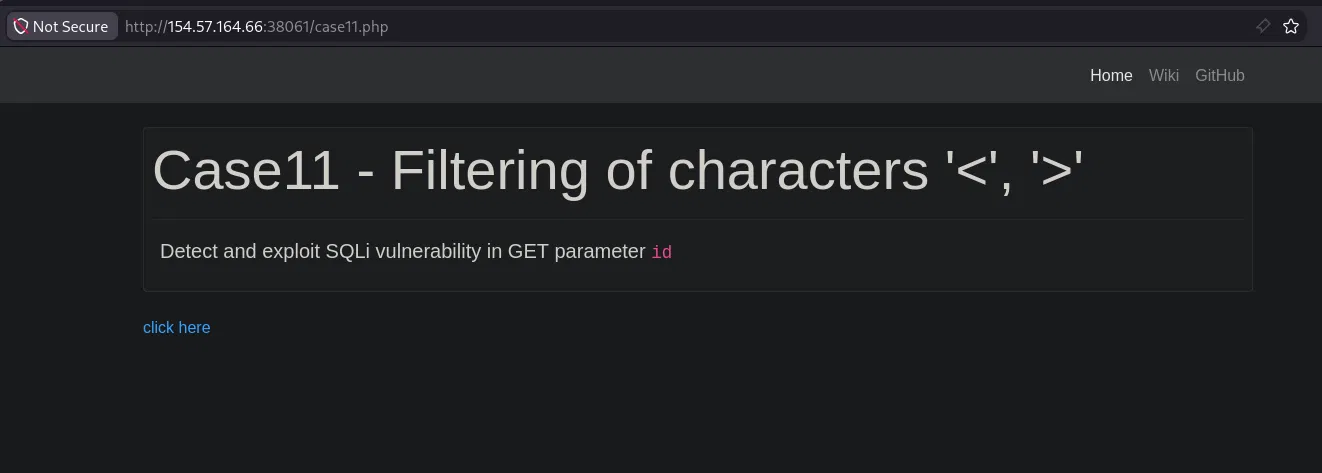 Not Secure http://154.57.164.66:38061/case11.php
Home Wiki GitHub
Case11 - Filtering of characters '<', '>'
Detect and exploit SQLi vulnerability in GET parameter id
click here